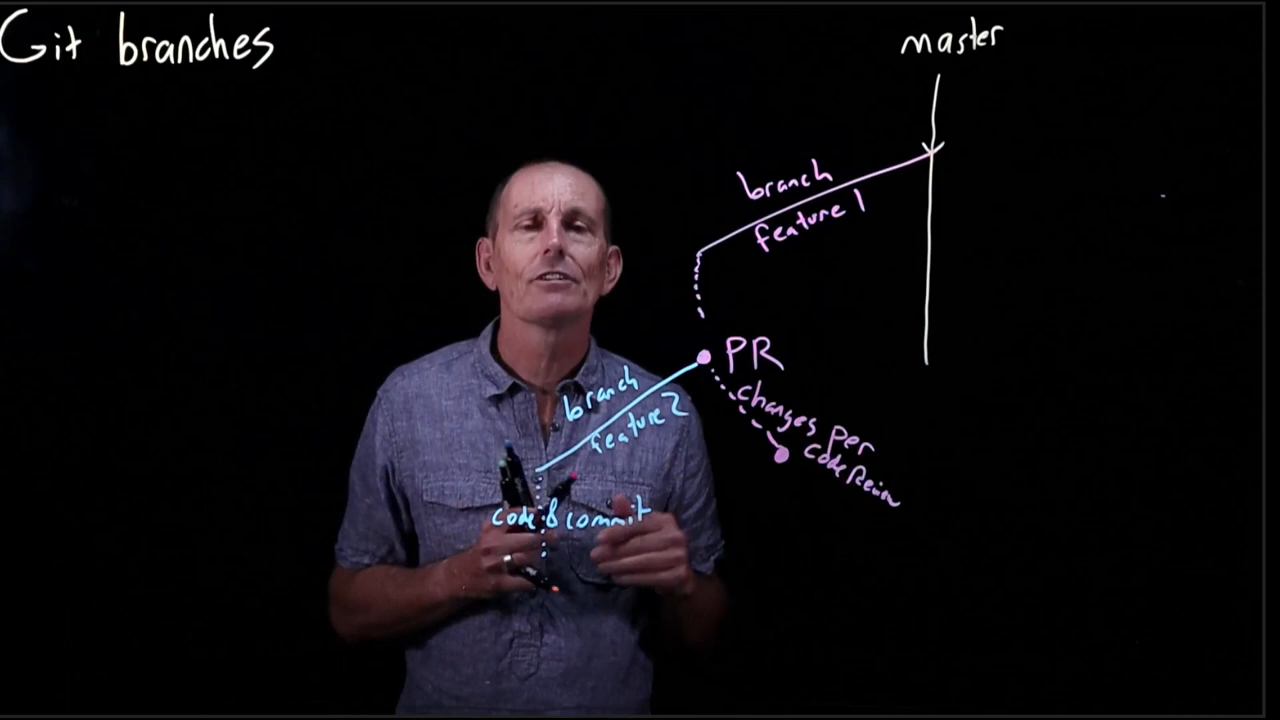 Git branches
master
branch
feature 1
PR
changes per
code Review
branch
feature 2
code & commit